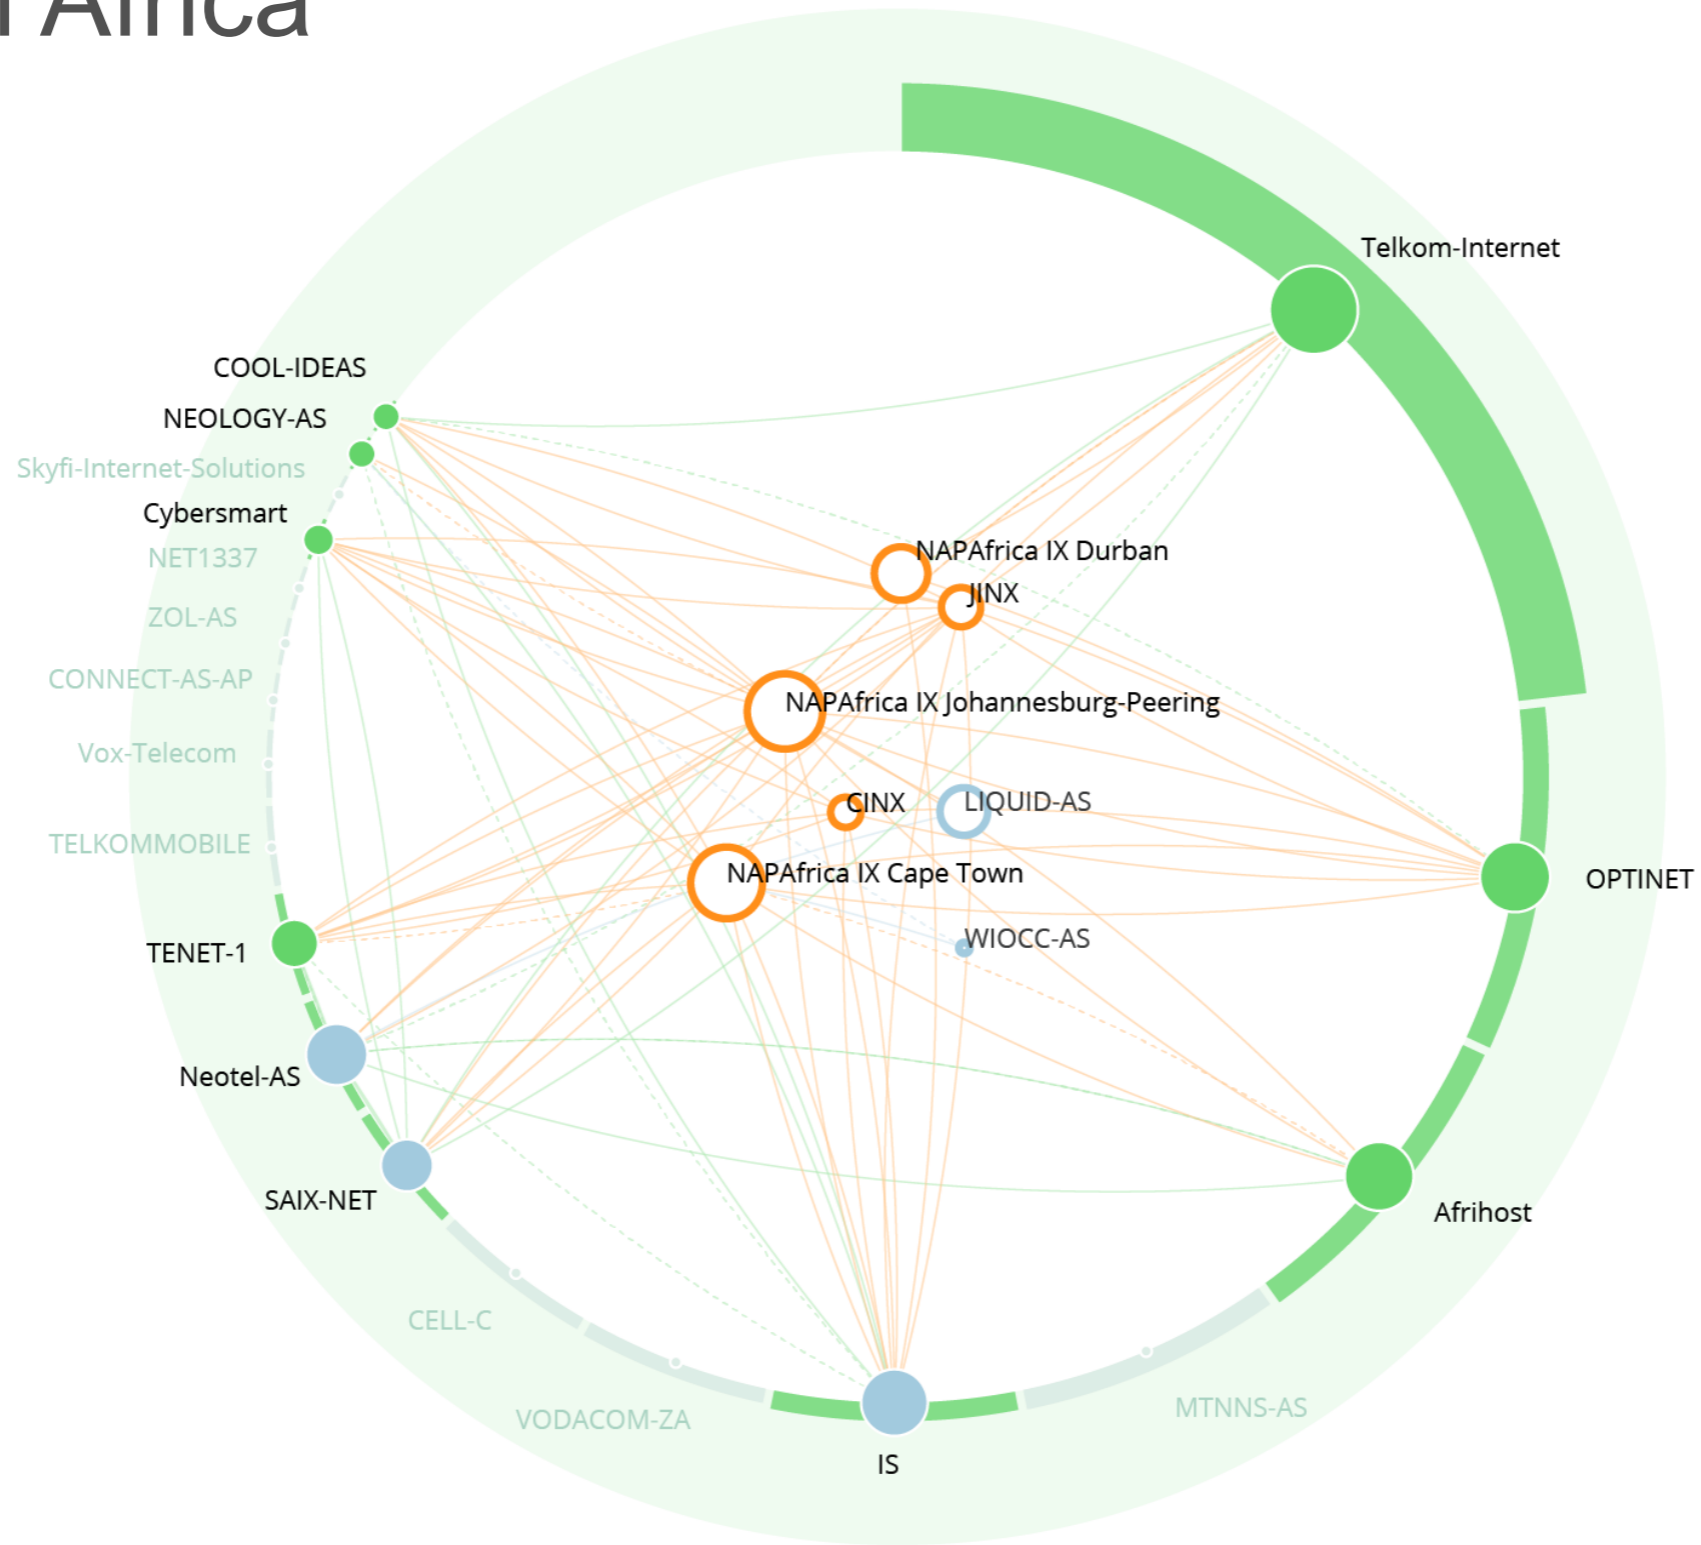 Africa
Telkom-Internet
COOL-IDEAS
NEOLOGY-AS
Skyfi-Internet-Solutions
Cybersmart
NET1337
NAPAfrica IX Durban
JINX
ZOL-AS
CONNECT-AS-AP
NAPAfrica IX Johannesburg-Peering
Vox-Telecom
CINX
LIQUID-AS
TELKOMMOBILE
NAPAfrica IX Cape Town
OPTINET
WIOCC-AS
TENET-1
Neotel-AS
SAIX-NET
Afrihost
CELL-C
MTNNS-AS
VODACOM-ZA
IS